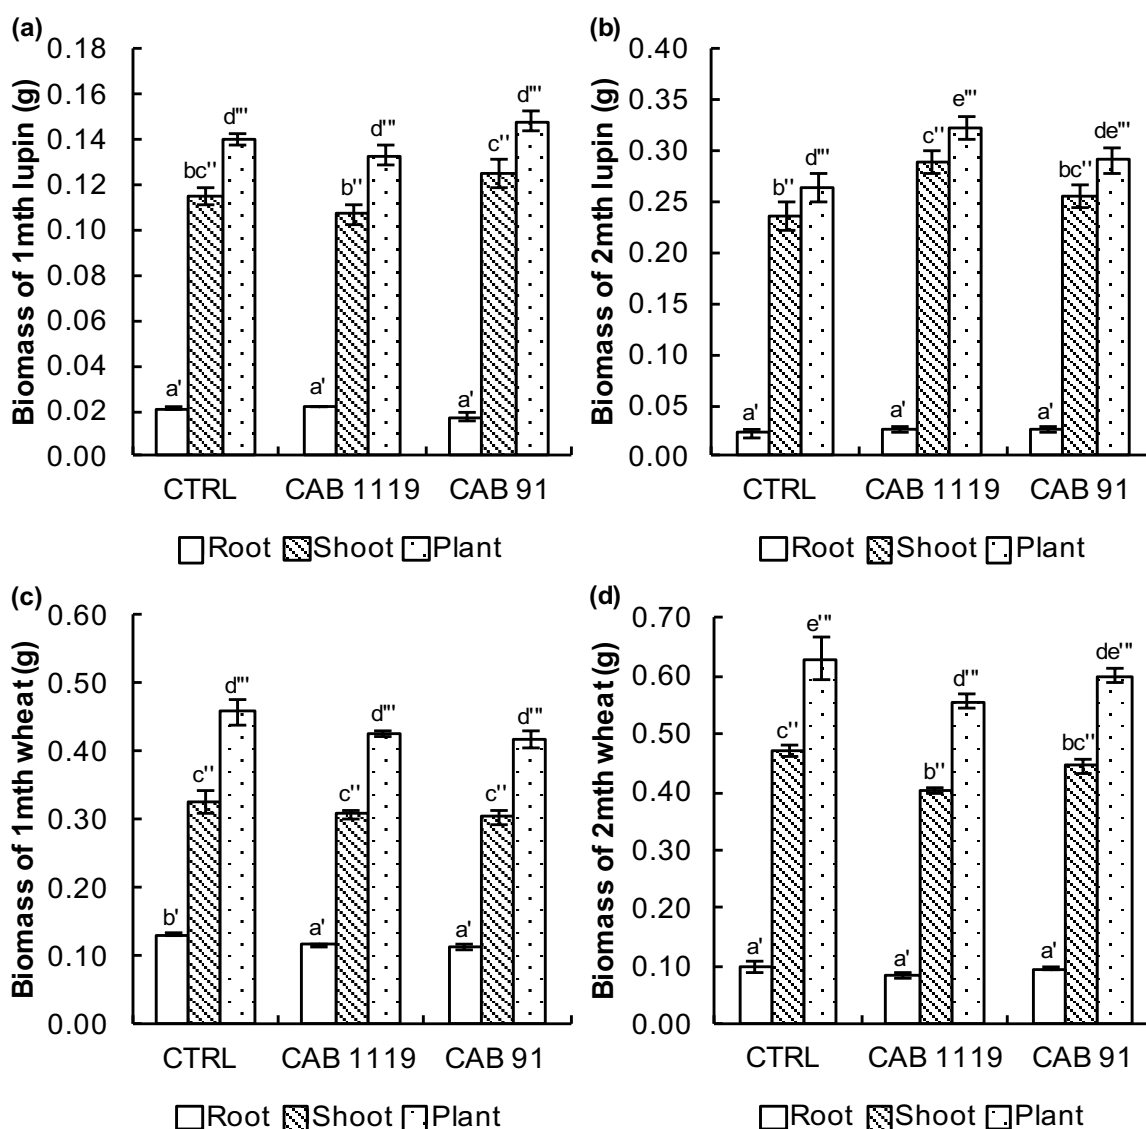 (a)
Biomass of 1mth lupin (g)
0.18
0.16
0.14
0.12
0.10
0.08
0.06
0.04
0.02
0.00
a'
bc''
d'''
a'
b''
d'''
a'
c''
d'''
CTRL CAB 1119 CAB 91
Root Shoot Plant
(b)
Biomass of 2mth lupin (g)
0.40
0.35
0.30
0.25
0.20
0.15
0.10
0.05
0.00
a'
b''
d'''
a'
c''
e'''
a'
bc''
de'''
CTRL CAB 1119 CAB 91
Root Shoot Plant
(c)
Biomass of 1mth wheat (g)
0.60
0.50
0.40
0.30
0.20
0.10
0.00
b'
c''
d'''
a'
c''
d'''
a'
c''
d'''
CTRL CAB 1119 CAB 91
Root Shoot Plant
(d)
Biomass of 2mth wheat (g)
0.70
0.60
0.50
0.40
0.30
0.20
0.10
0.00
a'
c''
e'''
a'
b''
d'''
a'
bc''
de'''
CTRL CAB 1119 CAB 91
Root Shoot Plant